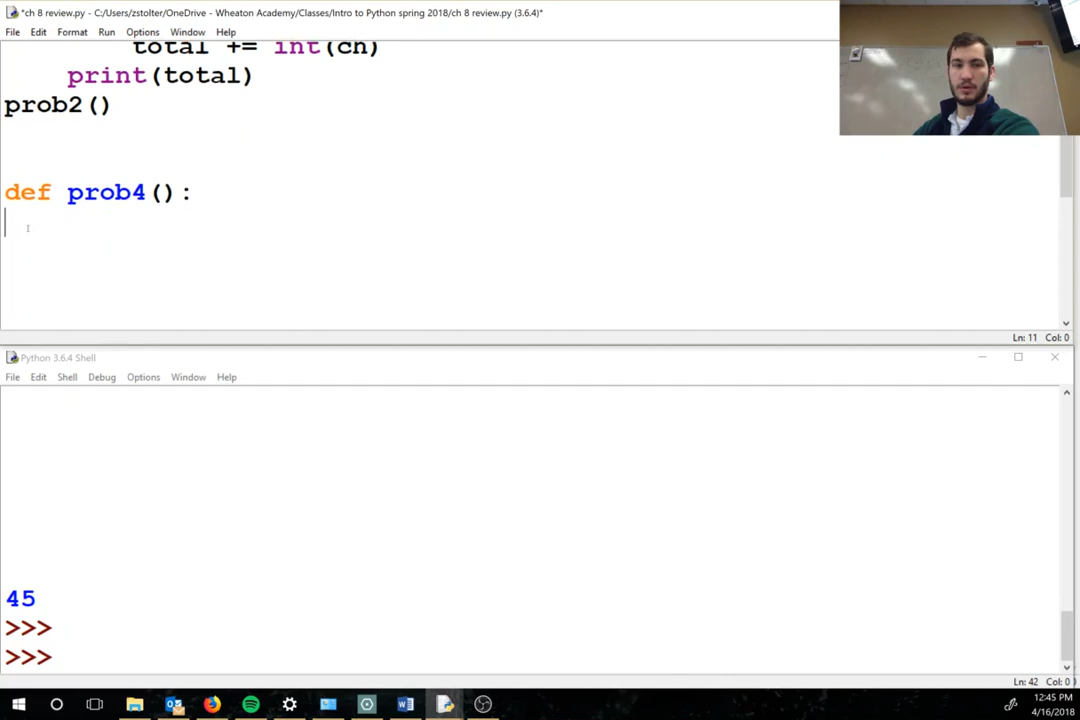 *ch 8 review.py - C:/Users/zstolter/OneDrive - Wheaton Academy/Classes/Intro to Python spring 2018/ch 8 review.py (3.6.4)*
File Edit Format Run Options Window Help
total += int(ch)
print(total)
prob2()
def prob4():
Ln: 11 Col: 0
Python 3.6.4 Shell
File Edit Shell Debug Options Window Help
45
>>>
>>>
Ln: 42 Col: 0
12:45 PM
4/16/2018